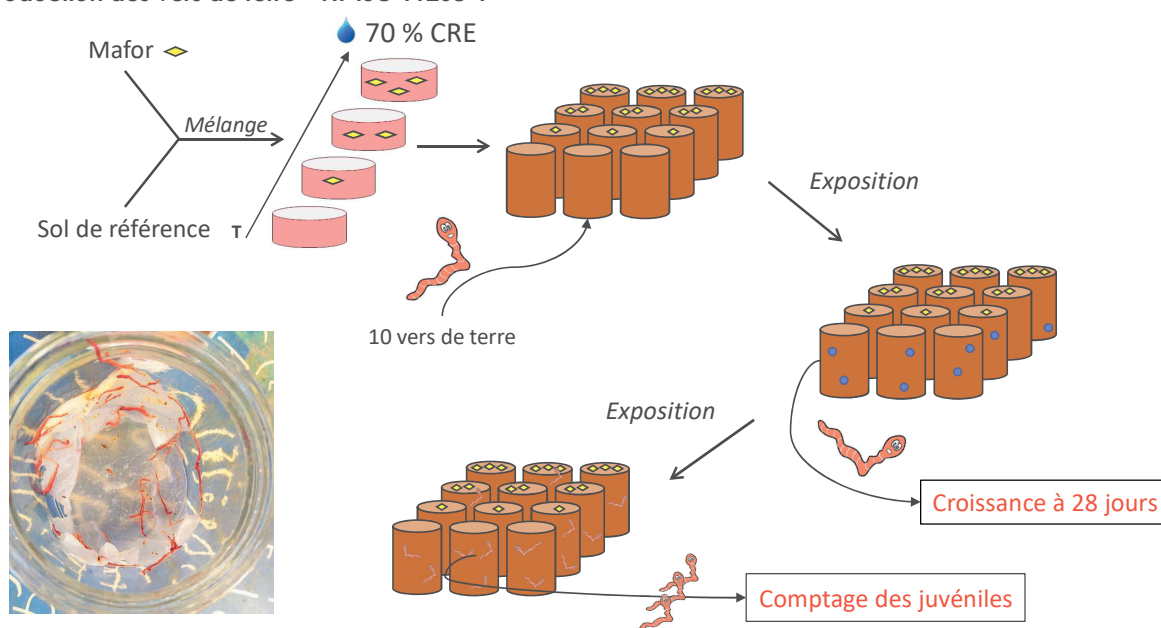 70 % CRE
Mafor
Mélange
Sol de référence
T
Exposition
10 vers de terre
Exposition
Croissance à 28 jours
Comptage des juvéniles